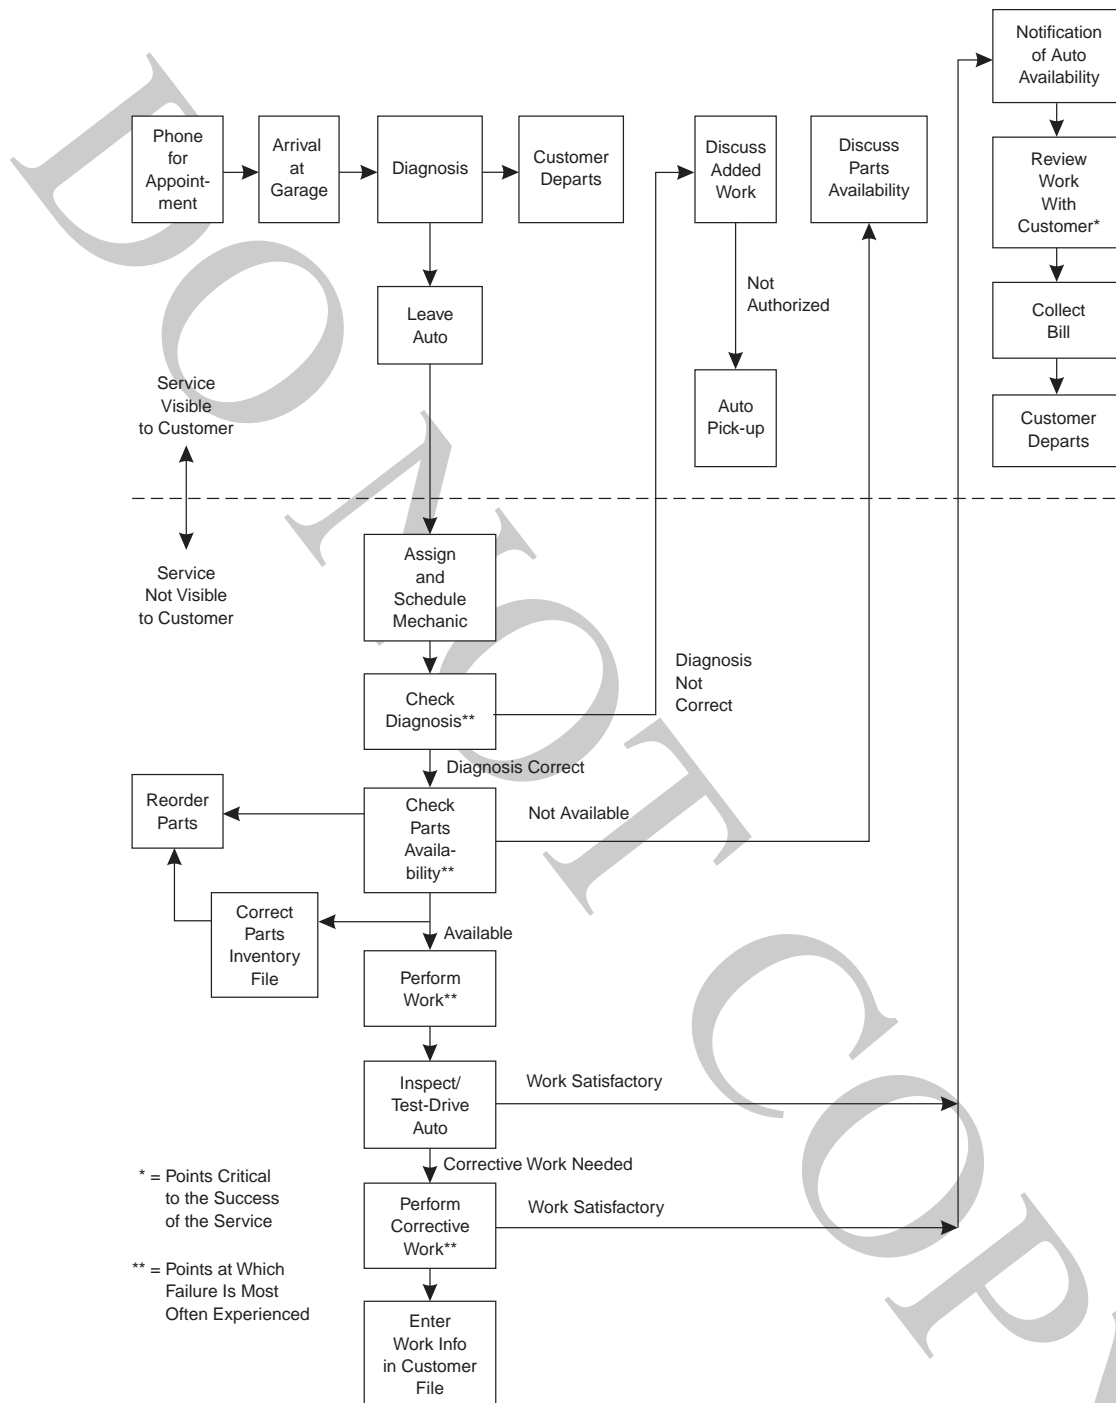 Notification
of Auto
Availability
Phone
for
Appoint-
ment
Arrival
at
Garage
Diagnosis
Customer
Departs
Discuss
Added
Work
Discuss
Parts
Availability
Review
Work
With
Customer*
Leave
Auto
Not
Authorized
Collect
Bill
Service
Visible
to Customer
Auto
Pick-up
Customer
Departs
Service
Not Visible
to Customer
Assign
and
Schedule
Mechanic
Diagnosis
Not
Correct
Check
Diagnosis**
Diagnosis Correct
Reorder
Parts
Check
Parts
Availa-
bility**
Not Available
Correct
Parts
Inventory
File
Available
Perform
Work**
Inspect/
Test-Drive
Auto
Work Satisfactory
Corrective Work Needed
* = Points Critical
to the Success
of the Service
Perform
Corrective
Work**
Work Satisfactory
** = Points at Which
Failure Is Most
Often Experienced
Enter
Work Info
in Customer
File
DO NOT COPY